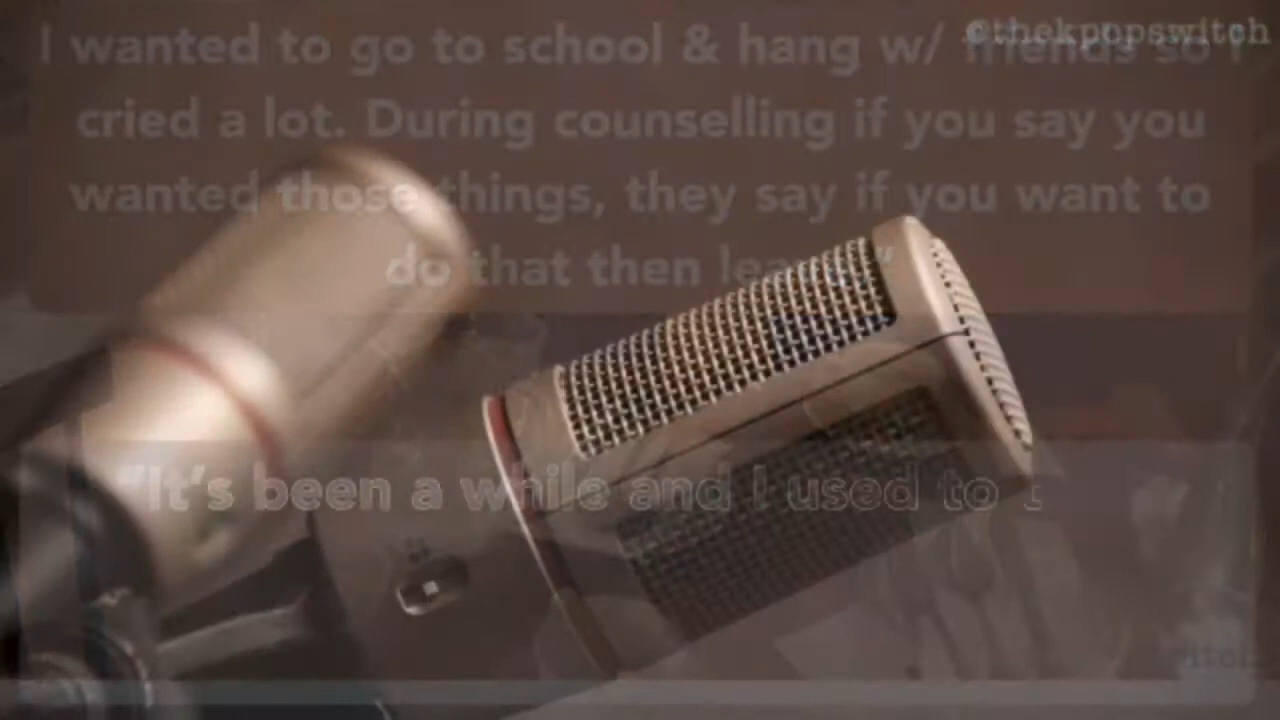 ©thekpopswitch
I wanted to go to school & hang w/ friends so I
cried a lot. During counselling if you say you
wanted those things, they say if you want to
do that then
"It's been a while and I used to